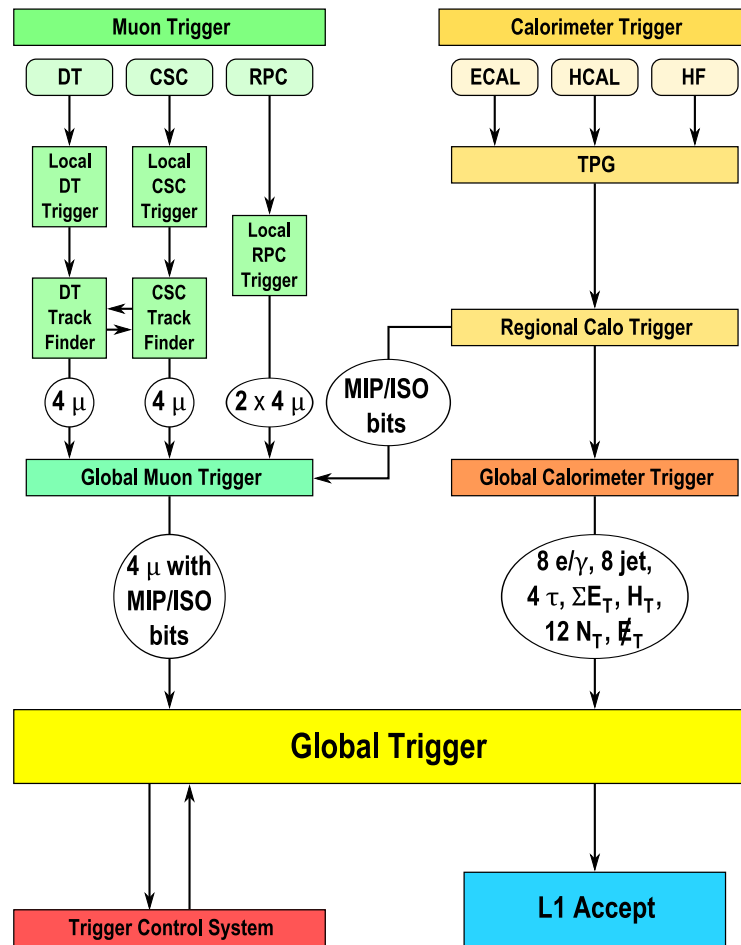 Muon Trigger
Calorimeter Trigger
DT
CSC
RPC
ECAL
HCAL
HF
Local
DT
Trigger
Local
CSC
Trigger
TPG
Local
RPC
Trigger
DT
Track
Finder
CSC
Track
Finder
Regional Calo Trigger
4 μ
4 μ
2 x 4 μ
MIP/ISO
bits
Global Muon Trigger
Global Calorimeter Trigger
4 μ with
MIP/ISO
bits
8 e/γ, 8 jet,
4 τ, ΣE_T, H_T,
12 N_T, E̸_T
Global Trigger
Trigger Control System
L1 Accept